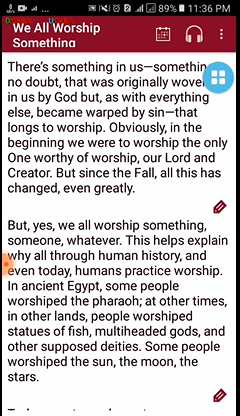 89% 11:36 PM
We All Worship
Something
There's something in us—something,
no doubt, that was originally woven
in us by God but, as with everything
else, became warped by sin—that
longs to worship. Obviously, in the
beginning we were to worship the only
One worthy of worship, our Lord and
Creator. But since the Fall, all this has
changed, even greatly.
But, yes, we all worship something,
someone, whatever. This helps explain
why all through human history, and
even today, humans practice worship.
In ancient Egypt, some people
worshiped the pharaoh; at other times,
in other lands, people worshiped
statues of fish, multiheaded gods, and
other supposed deities. Some people
worshiped the sun, the moon, the
stars.